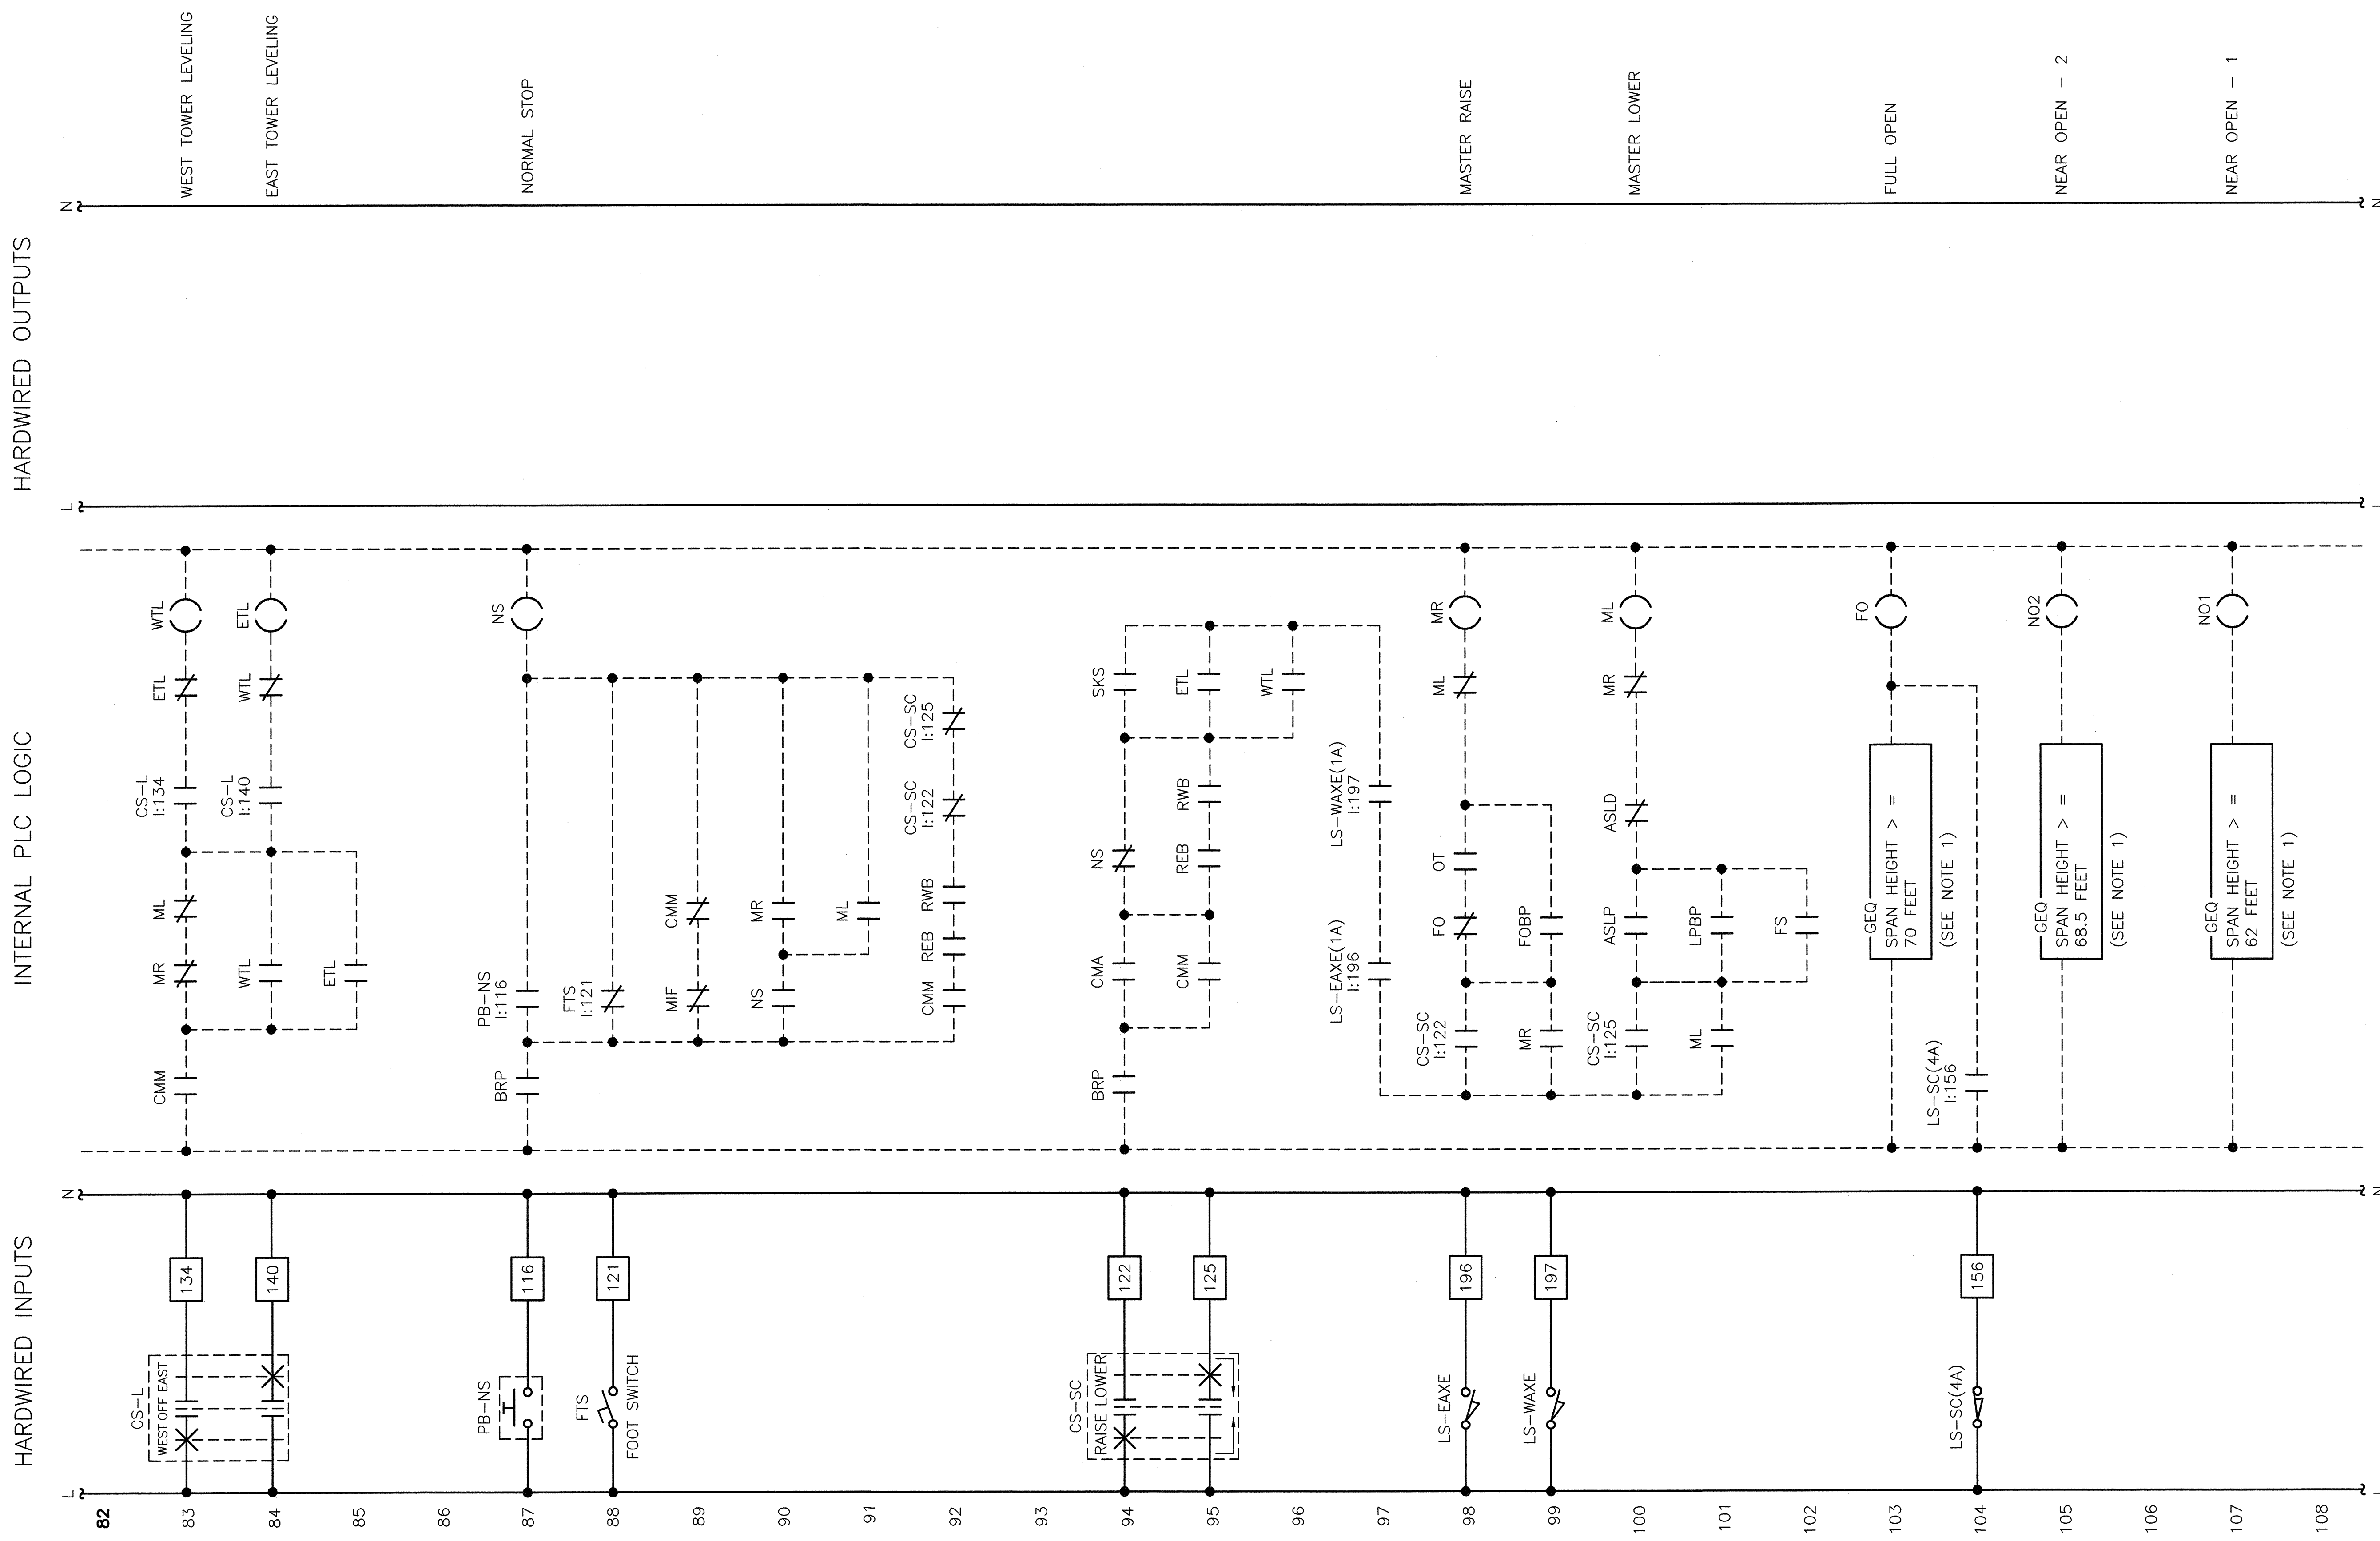 HARDWIRED INPUTS
INTERNAL PLC LOGIC
HARDWIRED OUTPUTS
L
N
L
N
82
83
CS-L
WEST OFF EAST
134
CMM
MR
ML
CS-L
I:134
ETL
WTL
WEST TOWER LEVELING
84
140
WTL
CS-L
I:140
WTL
ETL
EAST TOWER LEVELING
85
ETL
86
87
PB-NS
116
BRP
PB-NS
I:116
NS
NORMAL STOP
88
FTS
FOOT SWITCH
121
FTS
I:121
89
MIF
CMM
90
NS
MR
91
ML
92
CMM
REB
RWB
CS-SC
I:122
CS-SC
I:125
93
94
CS-SC
RAISE LOWER
122
BRP
CMA
NS
SKS
95
125
CMM
REB
RWB
ETL
96
WTL
97
LS-EAXE(1A)
I:196
LS-WAXE(1A)
I:197
98
LS-EAXE
196
CS-SC
I:122
FO
OT
ML
MR
MASTER RAISE
99
LS-WAXE
197
MR
FOBP
100
CS-SC
I:125
ASLP
ASLD
MR
ML
MASTER LOWER
101
ML
LPBP
102
FS
103
GEQ
SPAN HEIGHT > =
70 FEET
(SEE NOTE 1)
FO
FULL OPEN
104
LS-SC(4A)
156
LS-SC(4A)
I:156
105
GEQ
SPAN HEIGHT > =
68.5 FEET
(SEE NOTE 1)
NO2
NEAR OPEN - 2
106
107
GEQ
SPAN HEIGHT > =
62 FEET
(SEE NOTE 1)
NO1
NEAR OPEN - 1
108